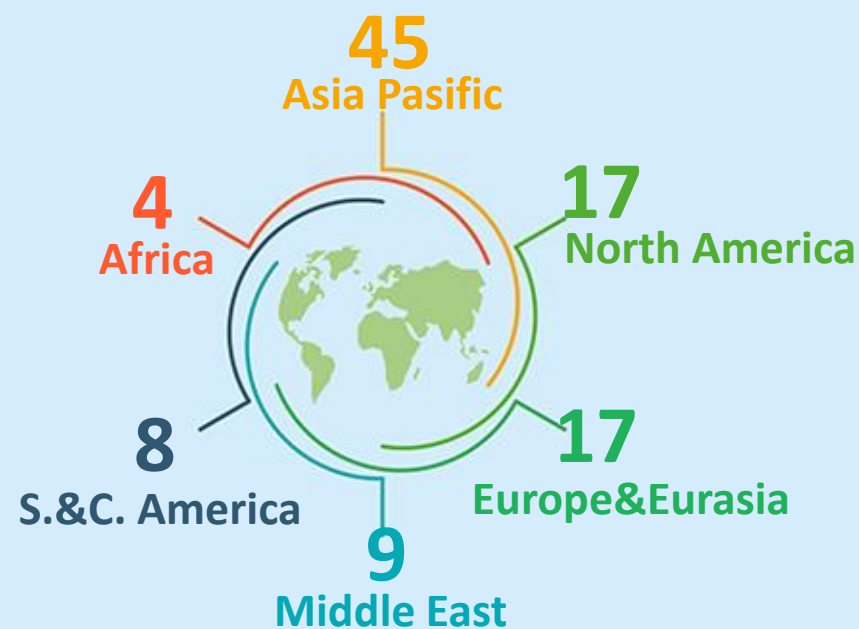 45
Asia Pasific
4
Africa
17
North America
8
S.&C. America
17
Europe&Eurasia
9
Middle East